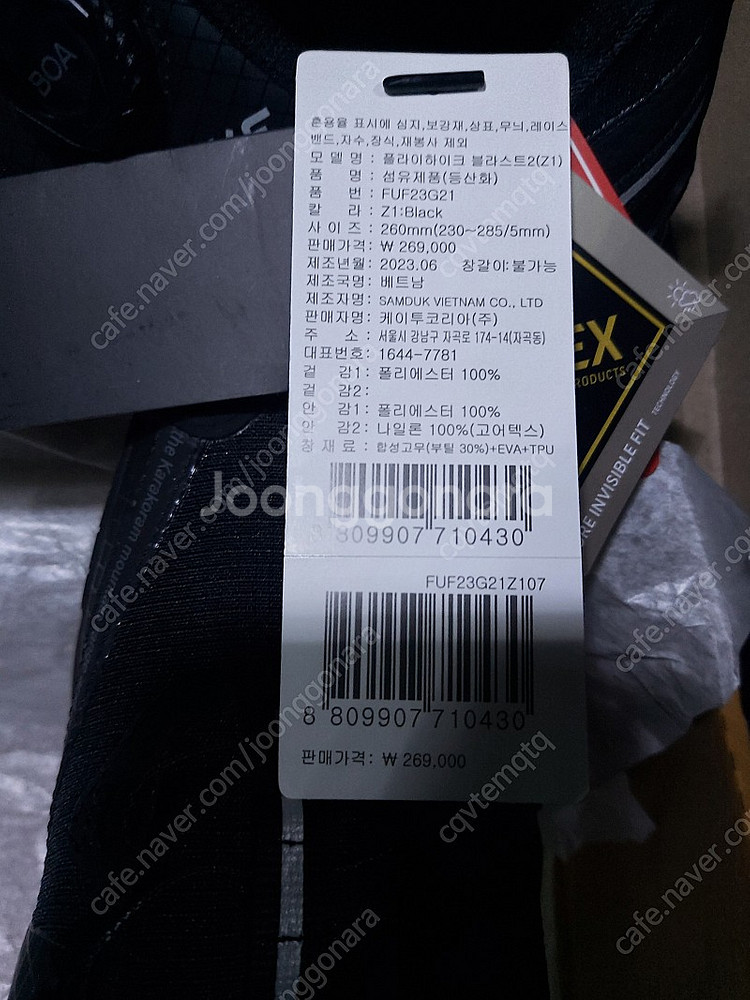 BOA
혼용율 표시에 심지,보강재,상표,무늬,레이스
밴드,자수,장식,재봉사 제외
모 델 명 : 플라이하이크 블라스트2(Z1)
품 명 : 섬유제품(등산화)
품 번 : FUF23G21
칼 라 : Z1:Black
사 이 즈 : 260mm(230~285/5mm)
판매가격: ₩ 269,000
제조년월: 2023.06 창갈이:불가능
제조국명: 베트남
제조자명: SAMDUK VIETNAM CO., LTD
판매자명: 케이투코리아(주)
주 소 : 서울시 강남구 자곡로 174-14(자곡동)
대표번호: 1644-7781
겉 감1: 폴리에스터 100%
겉 감2:
안 감1: 폴리에스터 100%
안 감2: 나일론 100%(고어텍스)
창 재 료 : 합성고무(부틸 30%)+EVA+TPU
8 809907 710430
FUF23G21Z107
8 809907 710430
판매가격: ₩ 269,000
EX
RODUCTS
RE INVISIBLE FIT
TECHNOLOGY
the Karakoram moun
Joonggonara
cafe.naver.com/joonggonara
cqvtemqtq